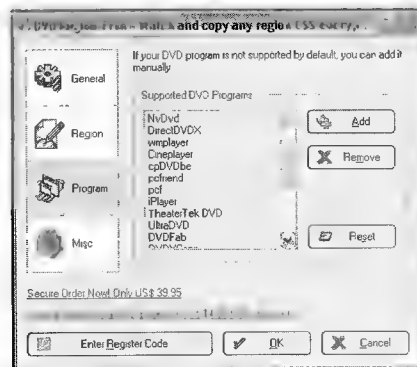 and copy any region CSS
If your DVD program is not supported by default, you can add it
manually
General
Region
Program
Misc
Supported DVD Programs
NvDvd
DirectDVDX
wmplayer
Cineplayer
cpDVDbe
pcfriend
pcf
iPlayer
TheaterTek DVD
UltraDVD
DVDFab
Add
Remove
Reset
Secure Order Now! Only US$ 39.95
Enter Register Code
OK
Cancel